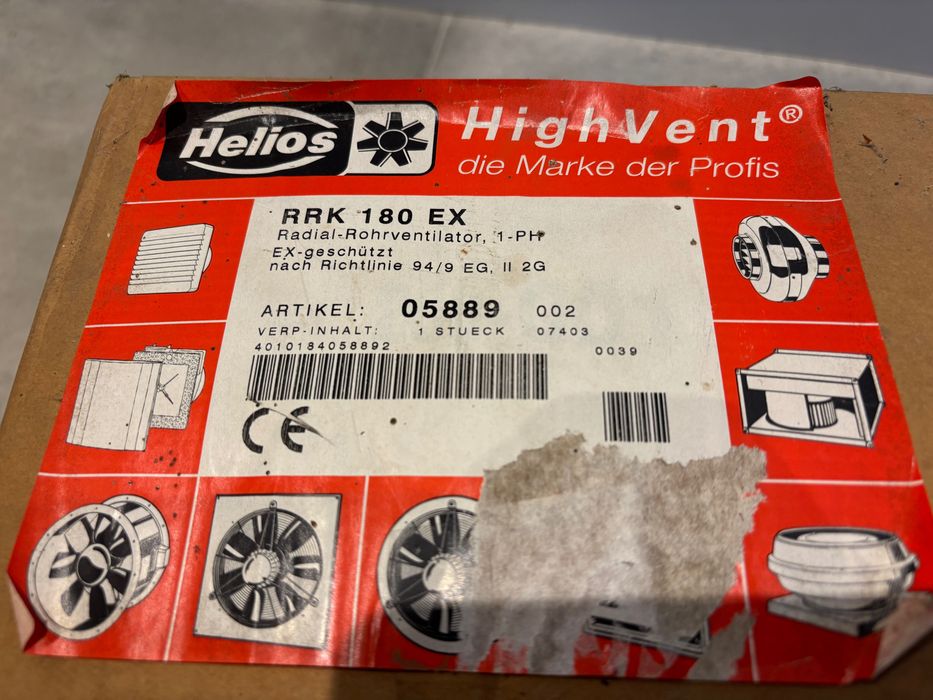 Helios
HighVent®
die Marke der Profis
RRK 180 EX
Radial-Rohrventilator, 1-PH
EX-geschützt
nach Richtlinie 94/9 EG, II 2G
ARTIKEL: 05889 002
VERP-INHALT: 1 STUECK 07403
4010184058892
0039
CE